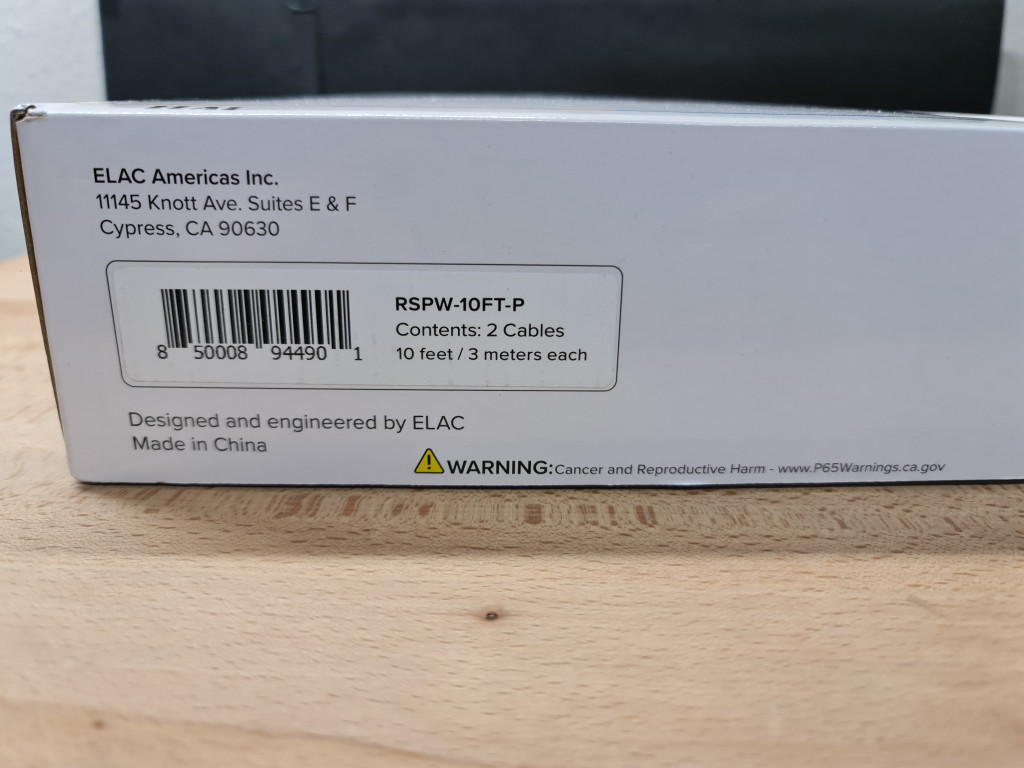 ELAC Americas Inc.
11145 Knott Ave. Suites E & F
Cypress, CA 90630
8 50008 94490 1
RSPW-10FT-P
Contents: 2 Cables
10 feet / 3 meters each
Designed and engineered by ELAC
Made in China
WARNING: Cancer and Reproductive Harm - www.P65Warnings.ca.gov